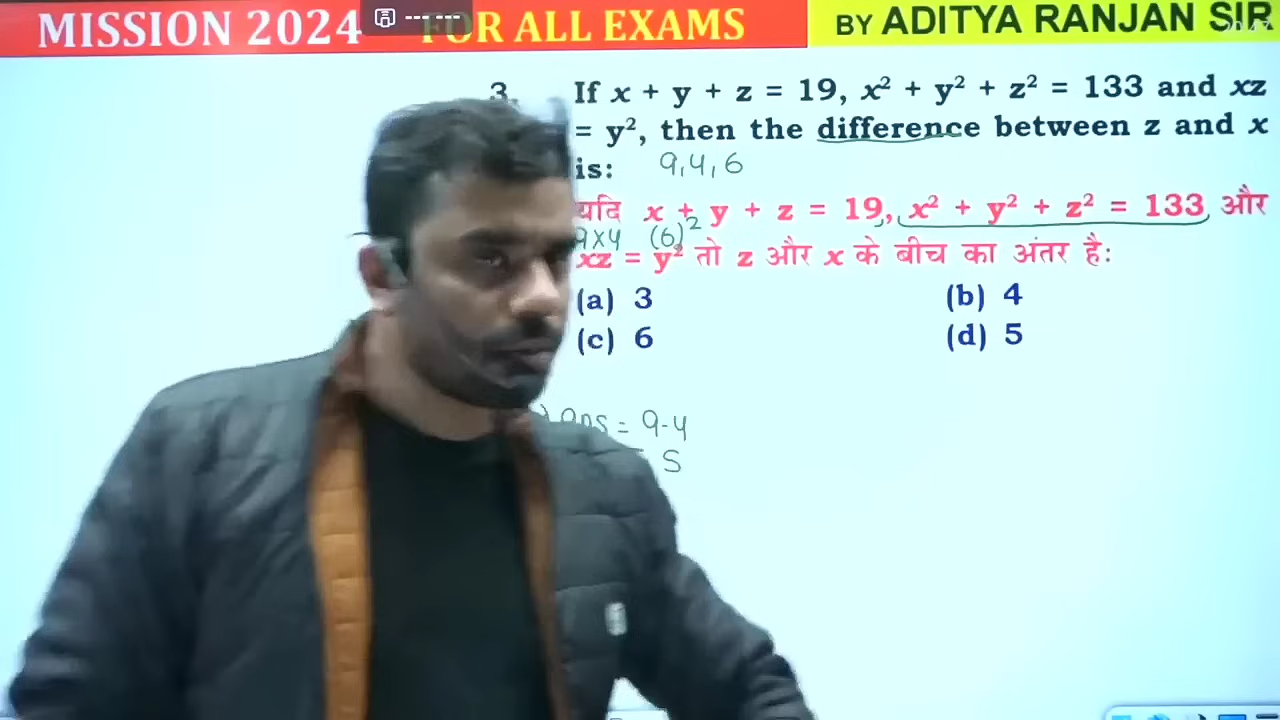 MISSION 2024 FOR ALL EXAMS
BY ADITYA RANJAN SIR
3. If x + y + z = 19, x² + y² + z² = 133 and xz
= y², then the difference between z and x
is: 9,4,6
यदि x + y + z = 19, x² + y² + z² = 133 और
9x4 (6)²
xz = y² तो z और x के बीच का अंतर है:
(a) 3 (b) 4
(c) 6 (d) 5
ans = 9-4
5